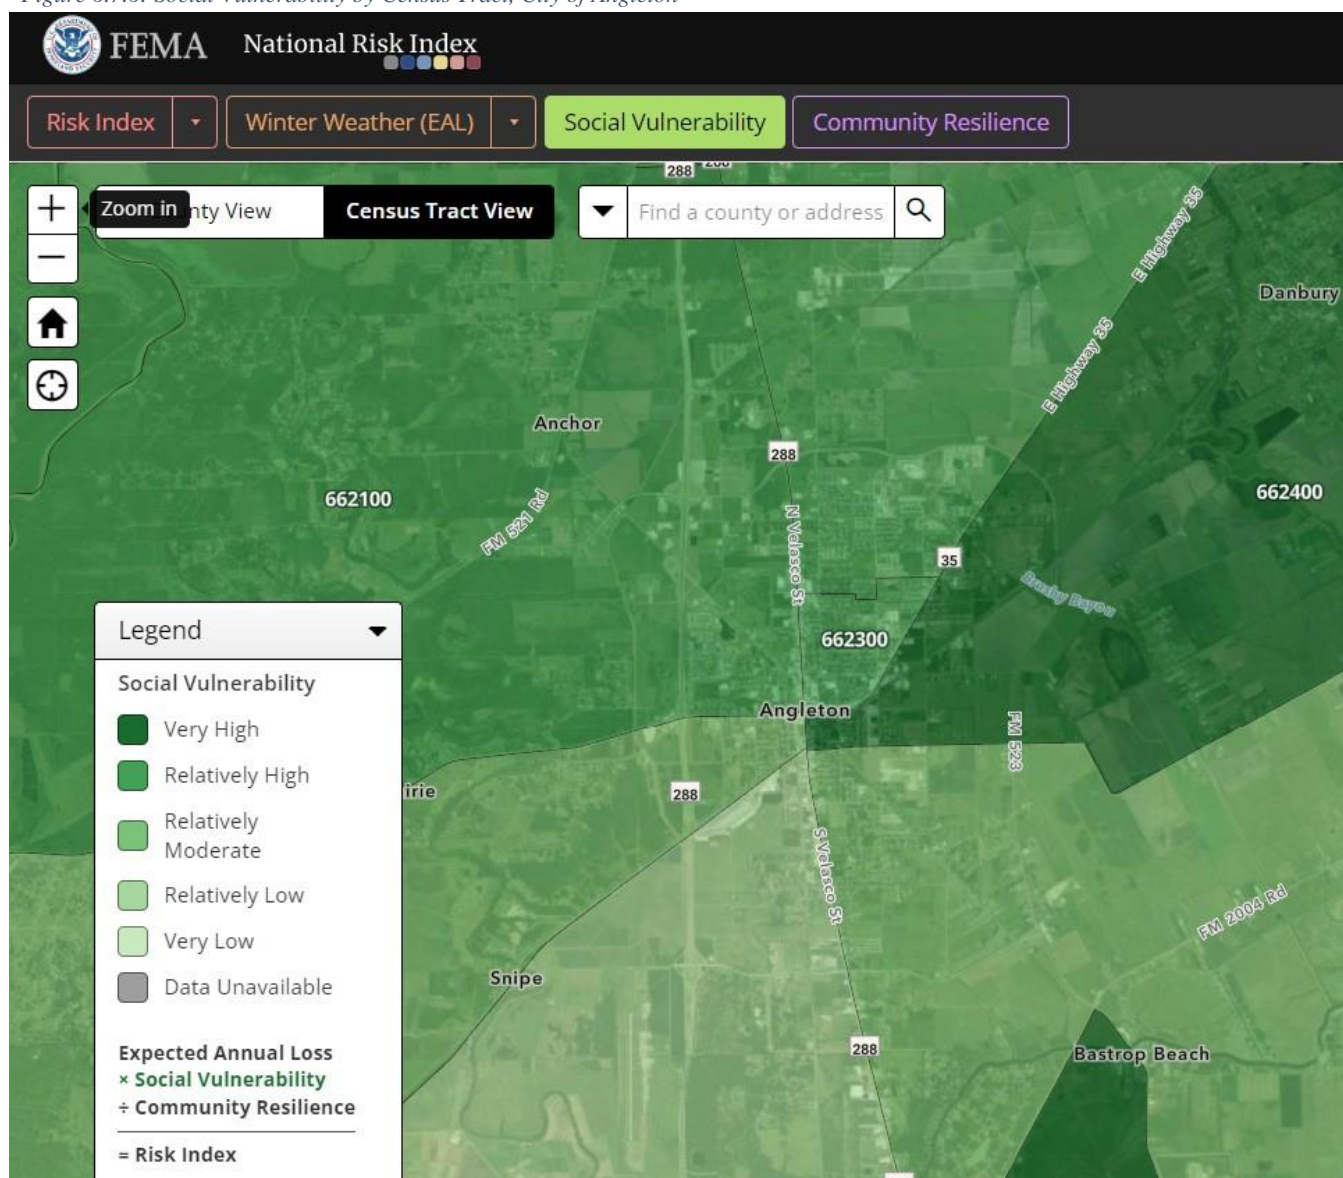 FEMA
National Risk Index
Risk Index
Winter Weather (EAL)
Social Vulnerability
Community Resilience
288
Zoom in
nty View
Census Tract View
Find a county or address
E Highway 35
Danbury
E Highway 35
Anchor
288
662100
662400
FM 521 Rd
N Velasco St
35
Brushy Bayou
Legend
662300
Social Vulnerability
Angleton
FM 523
Very High
Relatively High
irie
288
Relatively
Moderate
S Velasco St
Relatively Low
FM 2004 Rd
Very Low
Snipe
Data Unavailable
288
Bastrop Beach
Expected Annual Loss
× Social Vulnerability
÷ Community Resilience
= Risk Index